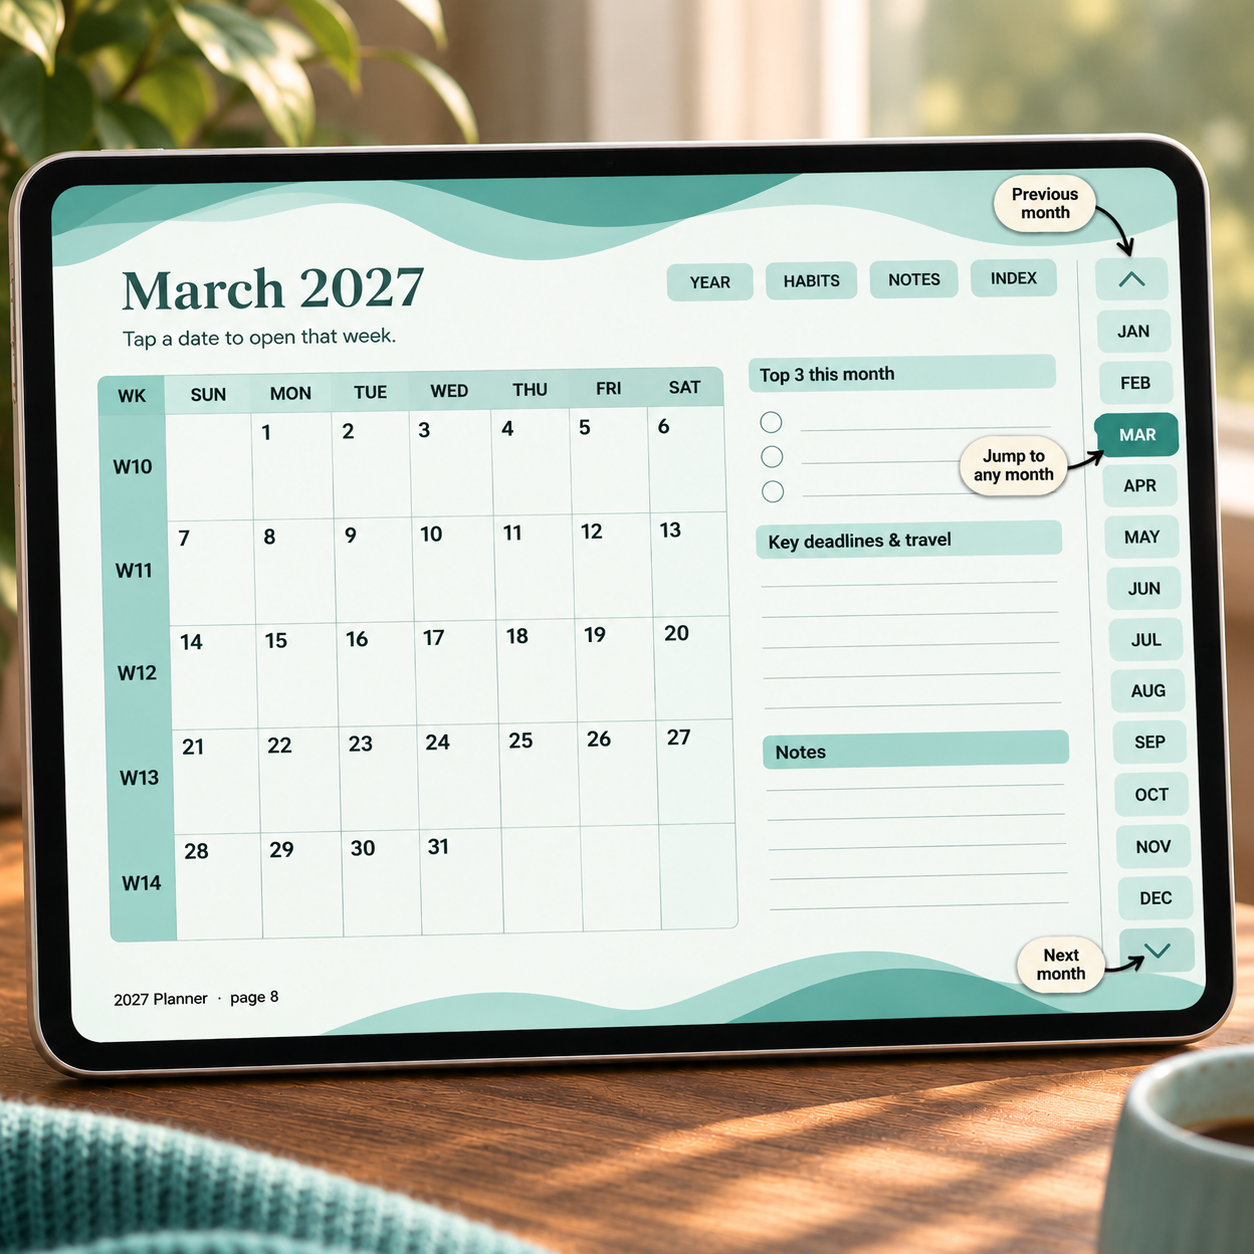 Previous
month
March 2027
Tap a date to open that week.
YEAR HABITS NOTES INDEX
WK SUN MON TUE WED THU FRI SAT
W10 1 2 3 4 5 6
W11 7 8 9 10 11 12 13
W12 14 15 16 17 18 19 20
W13 21 22 23 24 25 26 27
W14 28 29 30 31
Top 3 this month
Key deadlines & travel
Notes
JAN
FEB
MAR
Jump to
any month
APR
MAY
JUN
JUL
AUG
SEP
OCT
NOV
DEC
Next
month
2027 Planner · page 8